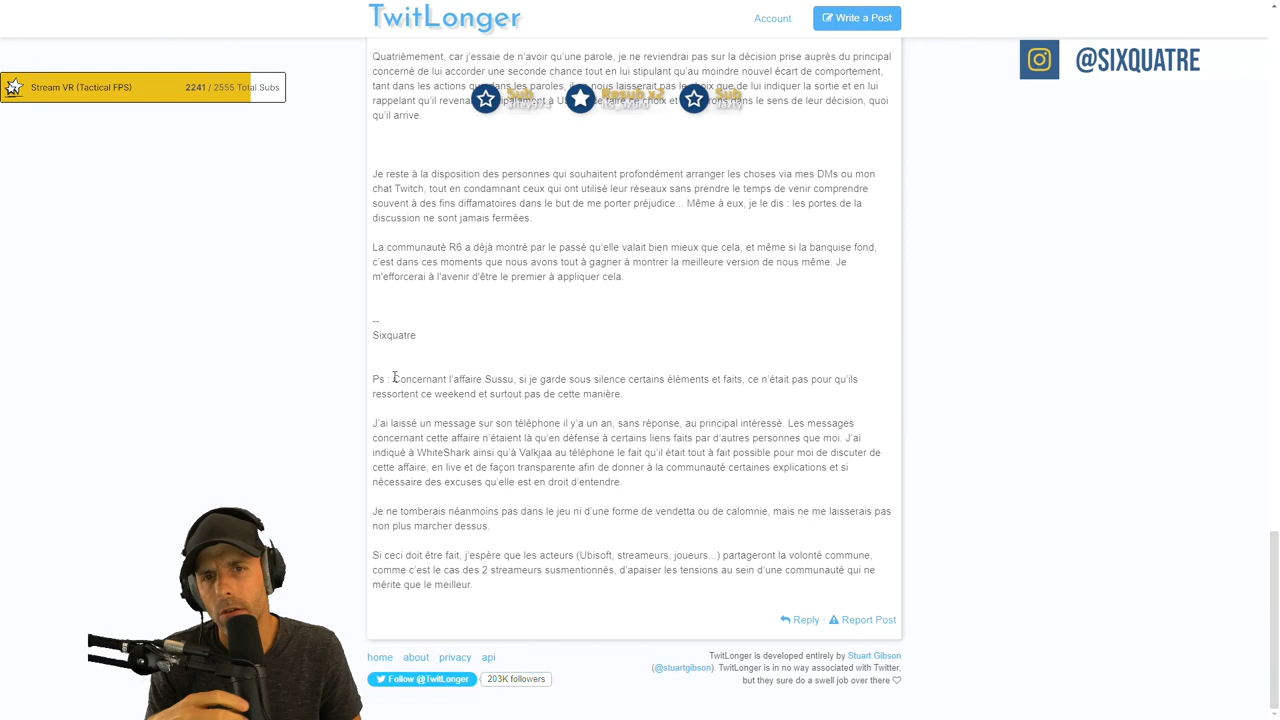 TwitLonger
Account
Write a Post
@SIXQUATRE
Stream VR (Tactical FPS)
2241 / 2555 Total Subs
Quatrièmement, car j'essaie de n'avoir qu'une parole, je ne reviendrai pas sur la décision prise auprès du principal
concerné de lui accorder une seconde chance tout en lui stipulant qu'au moindre nouvel écart de comportement,
tant dans les actions que dans les paroles, il nous laisserait pas le choix que de lui indiquer la sortie et en lui
rappelant qu'il faire ce choix et dans le sens de leur décision, quoi
qu'il arrive.
Sub
Resub x2
Sub
Je reste à la disposition des personnes qui souhaitent profondément arranger les choses via mes DMs ou mon
chat Twitch, tout en condamnant ceux qui ont utilisé leur réseaux sans prendre le temps de venir comprendre
souvent à des fins diffamatoires dans le but de me porter préjudice... Même à eux, je le dis : les portes de la
discussion ne sont jamais fermées.
La communauté R6 a déjà montré par le passé qu'elle valait bien mieux que cela, et même si la banquise fond,
c'est dans ces moments que nous avons tout à gagner à montrer la meilleure version de nous même. Je
m'efforcerai à l'avenir d'être le premier à appliquer cela.
--
Sixquatre
Ps : Concernant l'affaire Sussu, si je garde sous silence certains éléments et faits, ce n'était pas pour qu'ils
ressortent ce weekend et surtout pas de cette manière.
J'ai laissé un message sur son téléphone il y'a un an, sans réponse, au principal intéressé. Les messages
concernant cette affaire n'étaient là qu'en défense à certains liens faits par d'autres personnes que moi. J'ai
indiqué à WhiteShark ainsi qu'à Valkjaa au téléphone le fait qu'il était tout à fait possible pour moi de discuter de
cette affaire, en live et de façon transparente afin de donner à la communauté certaines explications et si
nécessaire des excuses qu'elle est en droit d'entendre.
Je ne tomberais néanmoins pas dans le jeu ni d'une forme de vendetta ou de calomnie, mais ne me laisserais pas
non plus marcher dessus.
Si ceci doit être fait, j'espère que les acteurs (Ubisoft, streameurs, joueurs...) partageront la volonté commune,
comme c'est le cas des 2 streameurs susmentionnés, d'apaiser les tensions au sein d'une communauté qui ne
mérite que le meilleur.
Reply · Report Post
home about privacy api
Follow @TwitLonger
203K followers
TwitLonger is developed entirely by Stuart Gibson
(@stuartgibson). TwitLonger is in no way associated with Twitter,
but they sure do a swell job over there